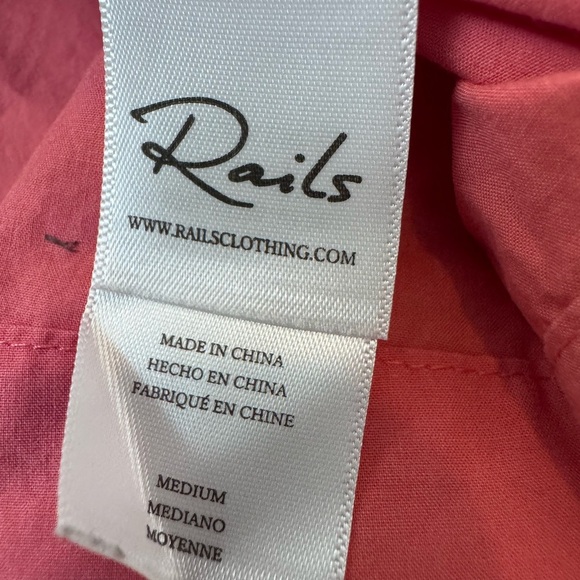 Rails
WWW.RAILSCLOTHING.COM
MADE IN CHINA
HECHO EN CHINA
FABRIQUÉ EN CHINE
MEDIUM
MEDIANO
MOYENNE